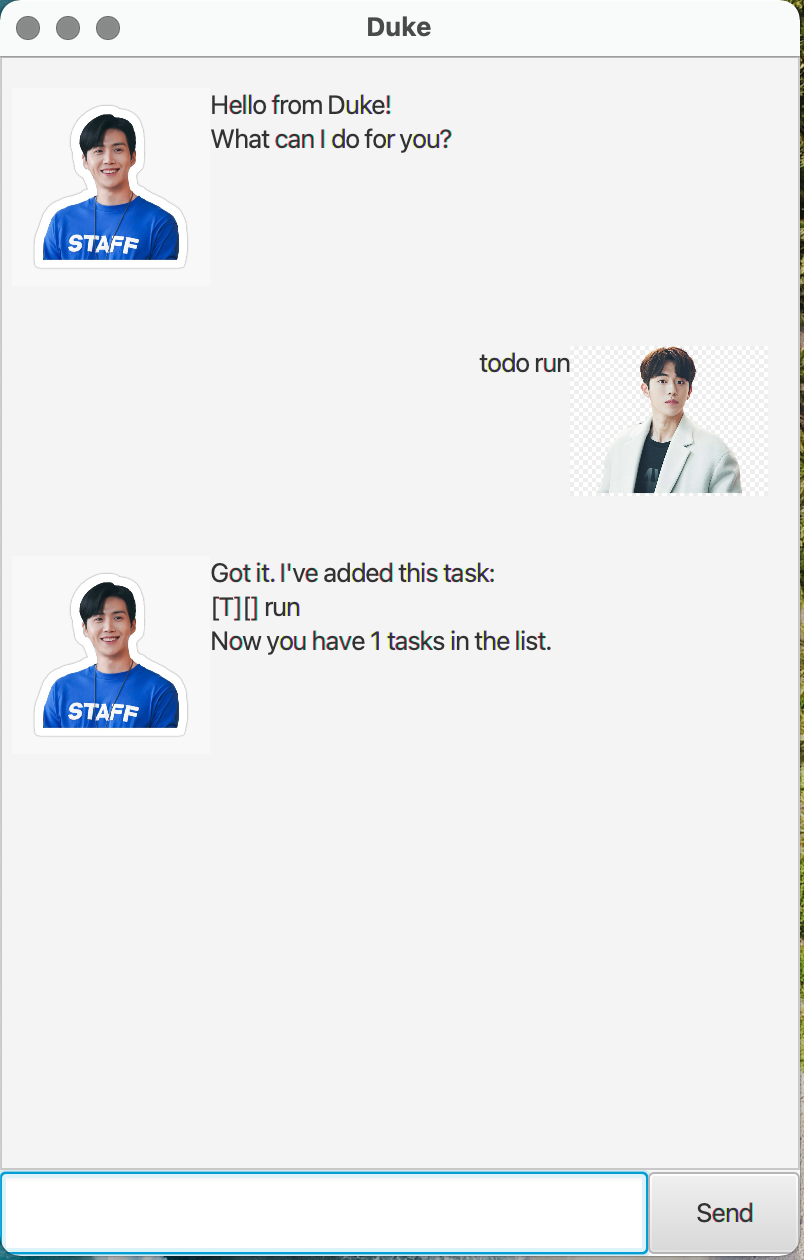 Duke
Hello from Duke!
What can I do for you?
STAFF
todo run
Got it. I've added this task:
[T][] run
Now you have 1 tasks in the list.
STAFF
Send